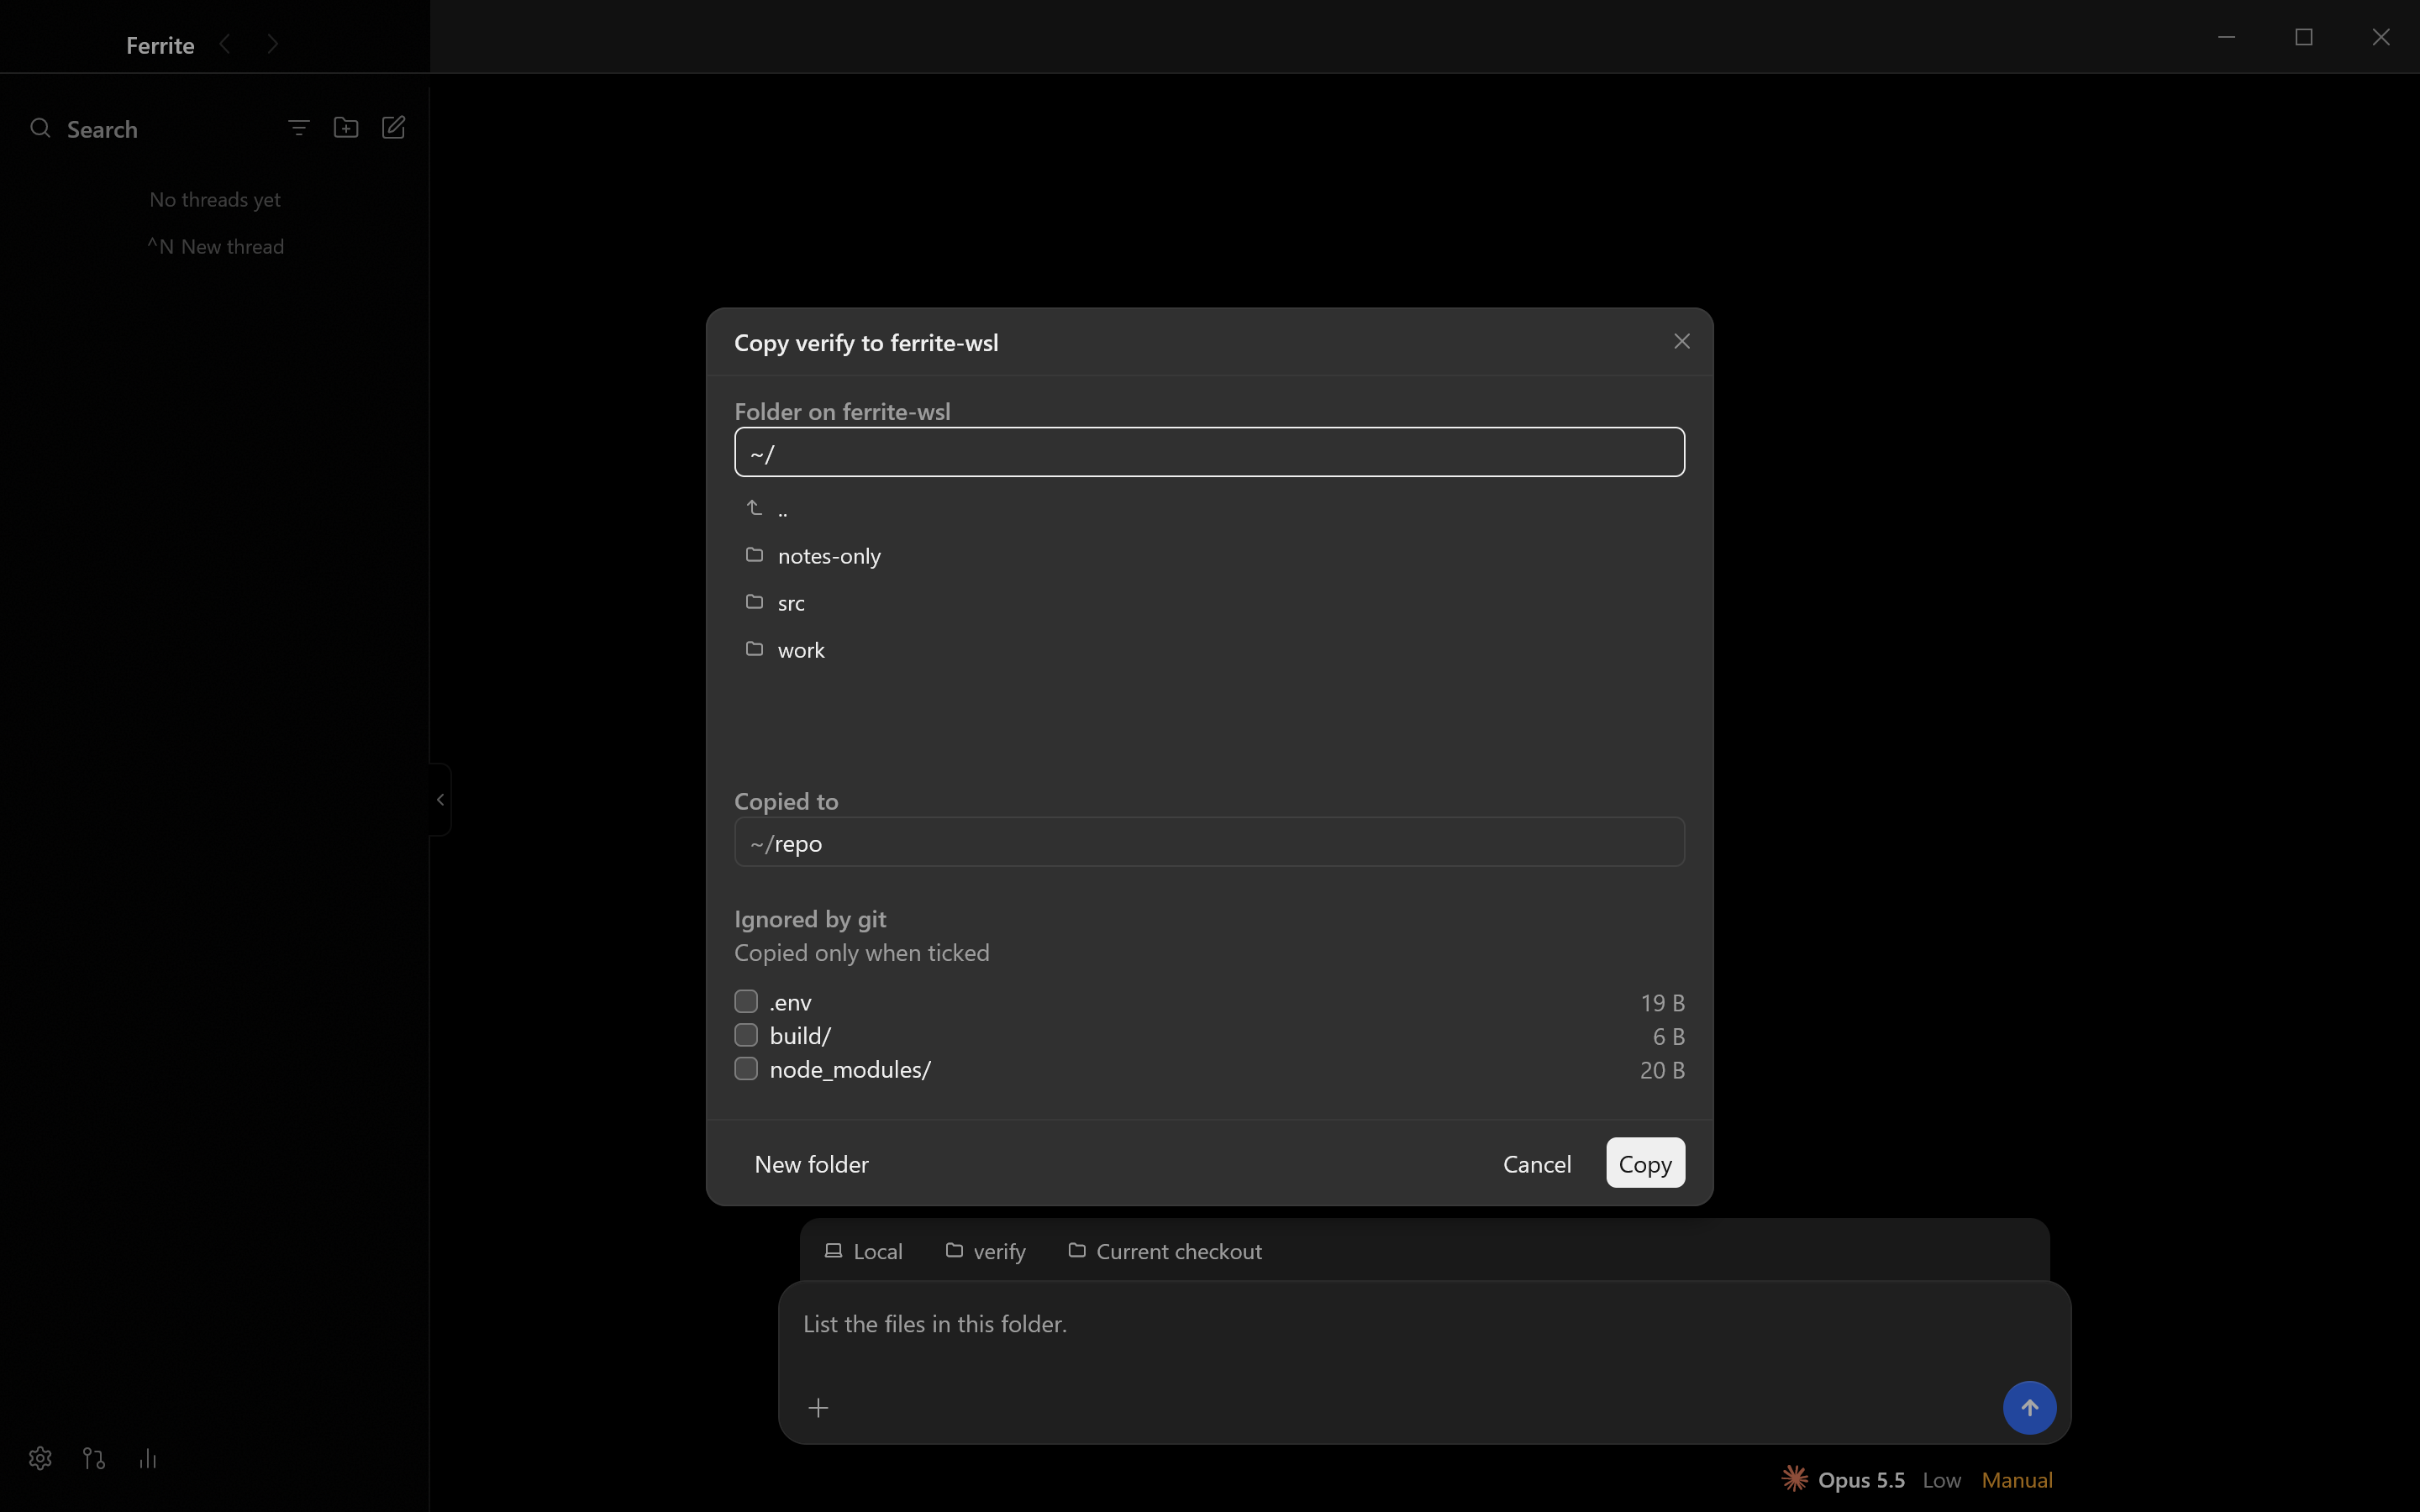 Ferrite
Search
No threads yet
^N New thread
Copy verify to ferrite-wsl
Folder on ferrite-wsl
~/
..
notes-only
src
work
Copied to
~/repo
Ignored by git
Copied only when ticked
.env 19 B
build/ 6 B
node_modules/ 20 B
New folder Cancel Copy
Local verify Current checkout
List the files in this folder.
Opus 5.5 Low Manual